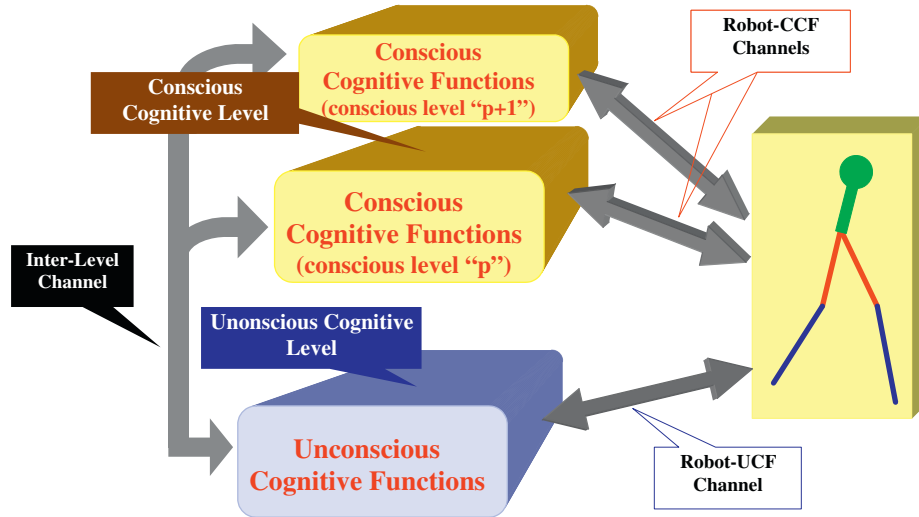 Conscious
Cognitive Functions
(conscious level “p+1”)
Robot-CCF
Channels
Conscious
Cognitive Level
Conscious
Cognitive Functions
(conscious level “p”)
Inter-Level
Channel
Unonscious Cognitive
Level
Unconscious
Cognitive Functions
Robot-UCF
Channel